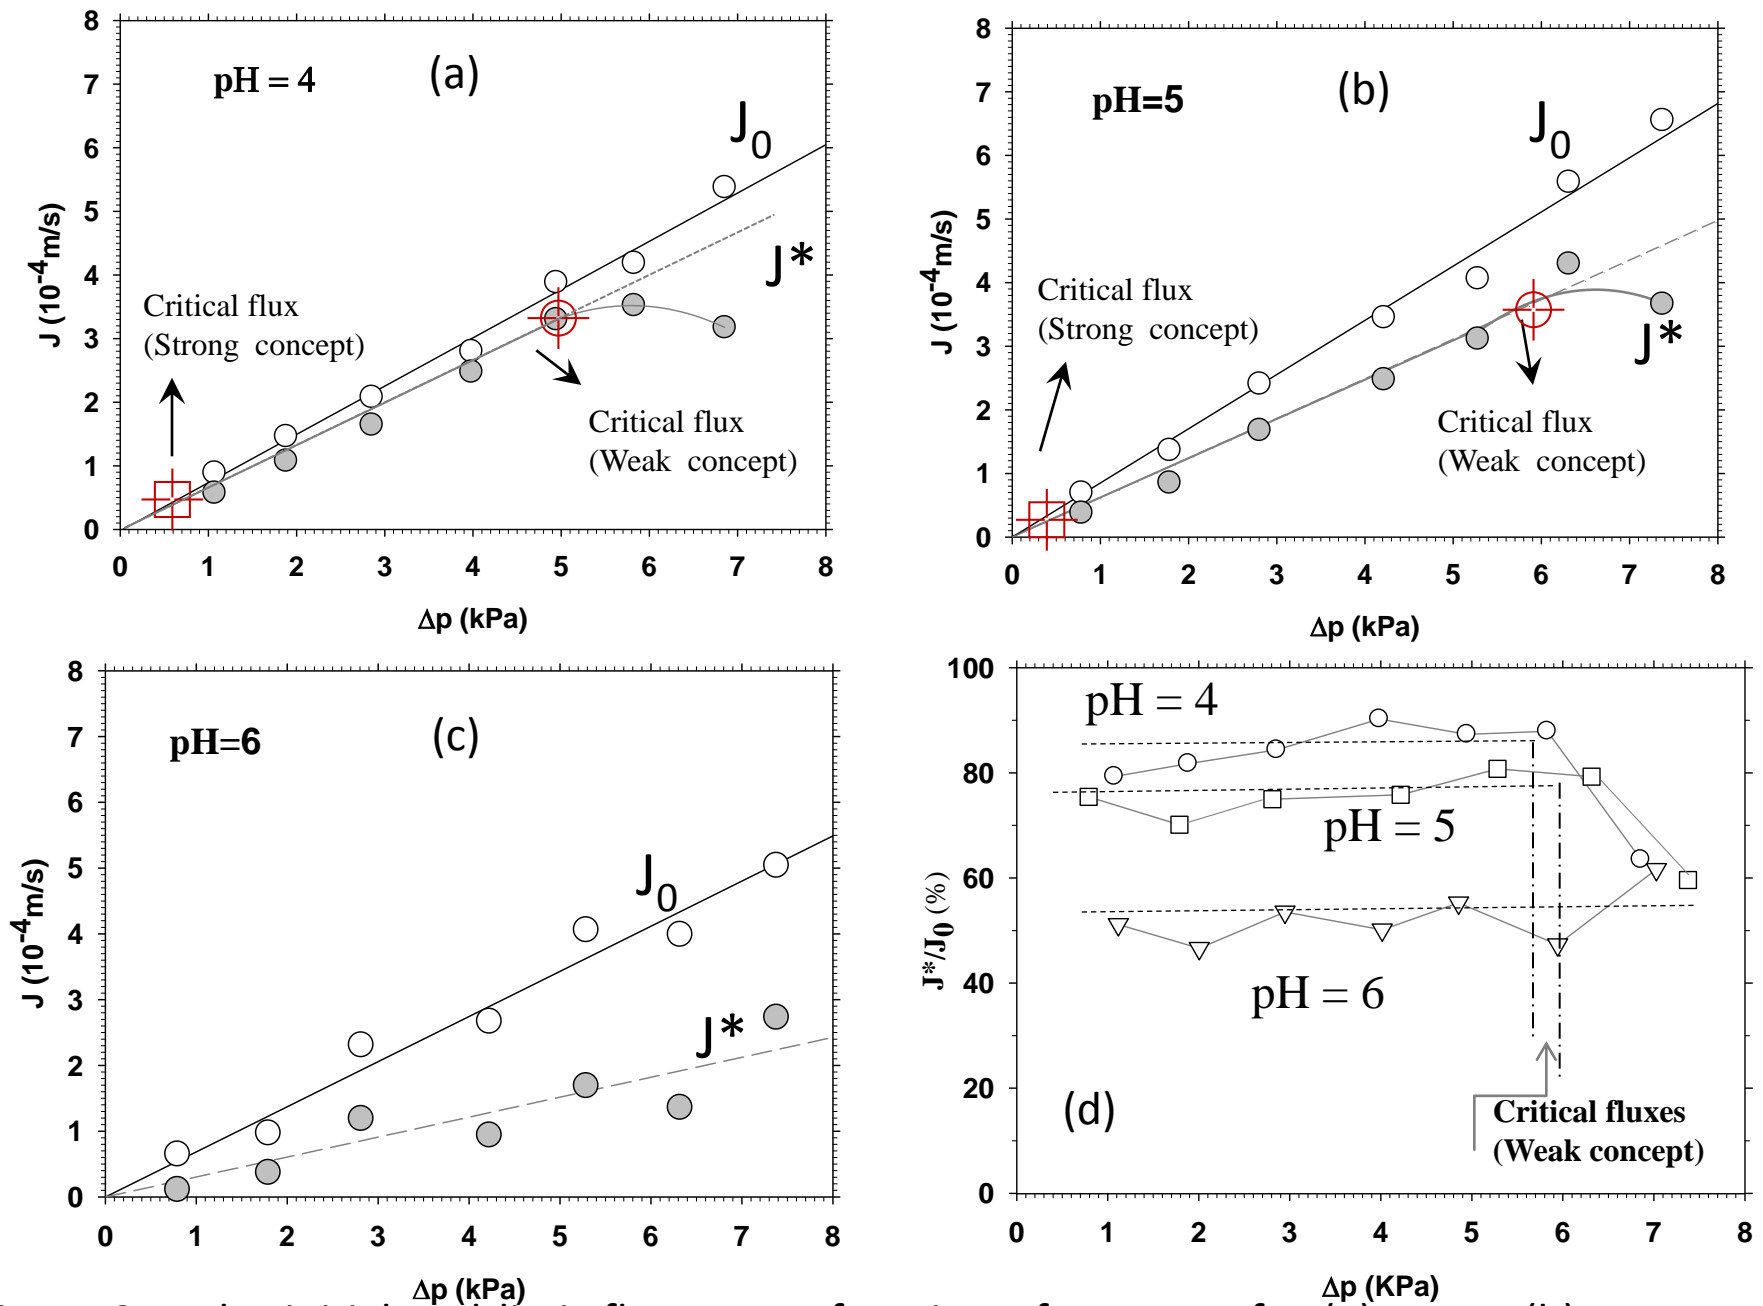 pH = 4
(a)
J0
J*
Critical flux
(Strong concept)
Critical flux
(Weak concept)
J (10-4m/s)
8
7
6
5
4
3
2
1
0
0 1 2 3 4 5 6 7 8
Δp (kPa)
pH=5
(b)
J0
J*
Critical flux
(Strong concept)
Critical flux
(Weak concept)
J (10-4m/s)
8
7
6
5
4
3
2
1
0
0 1 2 3 4 5 6 7 8
Δp (kPa)
pH=6
(c)
J0
J*
J (10-4m/s)
8
7
6
5
4
3
2
1
0
0 1 2 3 4 5 6 7 8
Δp (kPa)
pH = 4
pH = 5
pH = 6
(d)
Critical fluxes
(Weak concept)
J*/J0 (%)
100
80
60
40
20
0
0 1 2 3 4 5 6 7 8
Δp (KPa)